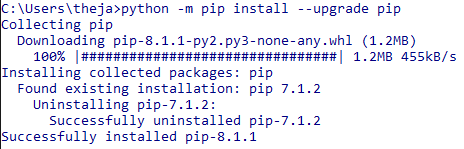 C:\Users\theja>python -m pip install --upgrade pip
Collecting pip
  Downloading pip-8.1.1-py2.py3-none-any.whl (1.2MB)
    100% |################################| 1.2MB 455kB/s
Installing collected packages: pip
  Found existing installation: pip 7.1.2
    Uninstalling pip-7.1.2:
      Successfully uninstalled pip-7.1.2
Successfully installed pip-8.1.1